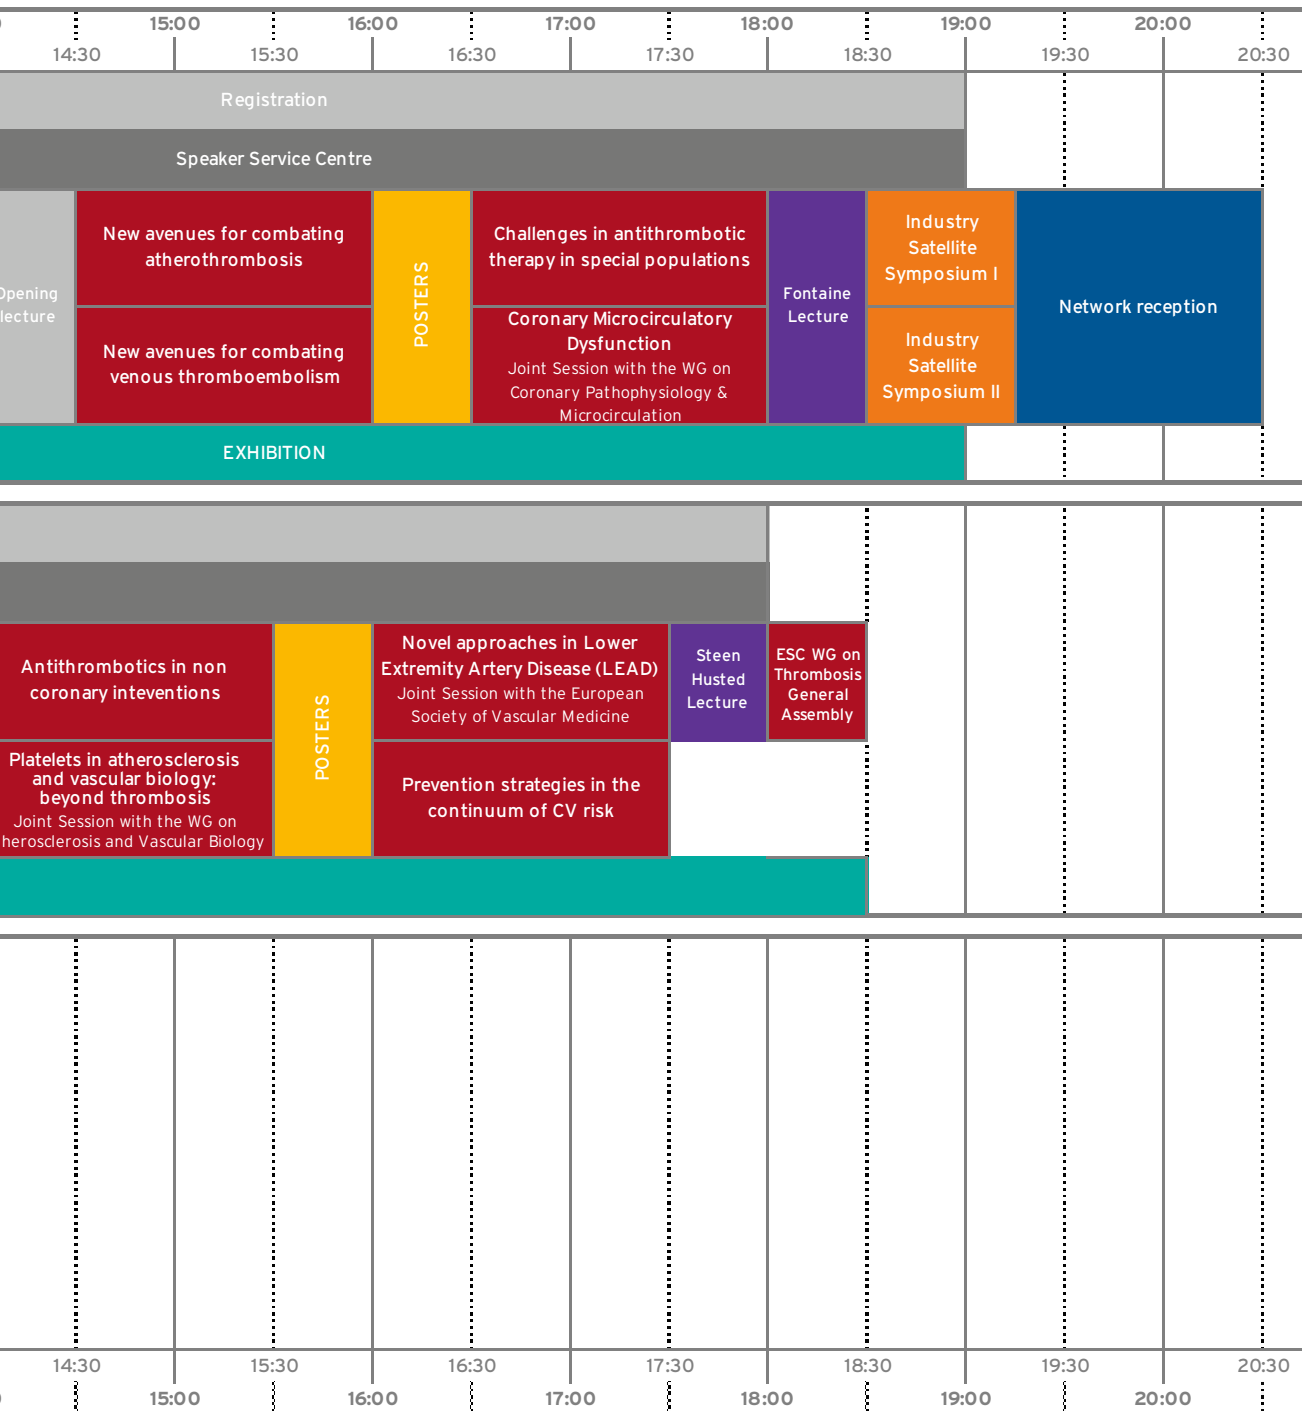 15:00 16:00 17:00 18:00 19:00 20:00
14:30 15:30 16:30 17:30 18:30 19:30 20:30
Registration
Speaker Service Centre
Opening
lecture
New avenues for combating
atherothrombosis
New avenues for combating
venous thromboembolism
POSTERS
Challenges in antithrombotic
therapy in special populations
Coronary Microcirculatory
Dysfunction
Joint Session with the WG on
Coronary Pathophysiology &
Microcirculation
Fontaine
Lecture
Industry
Satellite
Symposium I
Industry
Satellite
Symposium II
Network reception
EXHIBITION
Antithrombotics in non
coronary inteventions
Platelets in atherosclerosis
and vascular biology:
beyond thrombosis
Joint Session with the WG on
herosclerosis and Vascular Biology
POSTERS
Novel approaches in Lower
Extremity Artery Disease (LEAD)
Joint Session with the European
Society of Vascular Medicine
Prevention strategies in the
continuum of CV risk
Steen
Husted
Lecture
ESC WG on
Thrombosis
General
Assembly
14:30 15:30 16:30 17:30 18:30 19:30 20:30
15:00 16:00 17:00 18:00 19:00 20:00